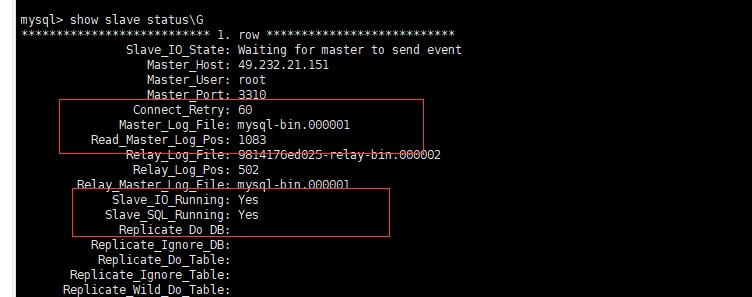 mysql> show slave status\G
*************************** 1. row ***************************
Slave_IO_State: Waiting for master to send event
Master_Host: 49.232.21.151
Master_User: root
Master_Port: 3310
Connect_Retry: 60
Master_Log_File: mysql-bin.000001
Read_Master_Log_Pos: 1083
Relay_Log_File: 9814176ed025-relay-bin.000002
Relay_Log_Pos: 502
Relay_Master_Log_File: mysql-bin.000001
Slave_IO_Running: Yes
Slave_SQL_Running: Yes
Replicate_Do_DB:
Replicate_Ignore_DB:
Replicate_Do_Table:
Replicate_Ignore_Table:
Replicate_Wild_Do_Table: